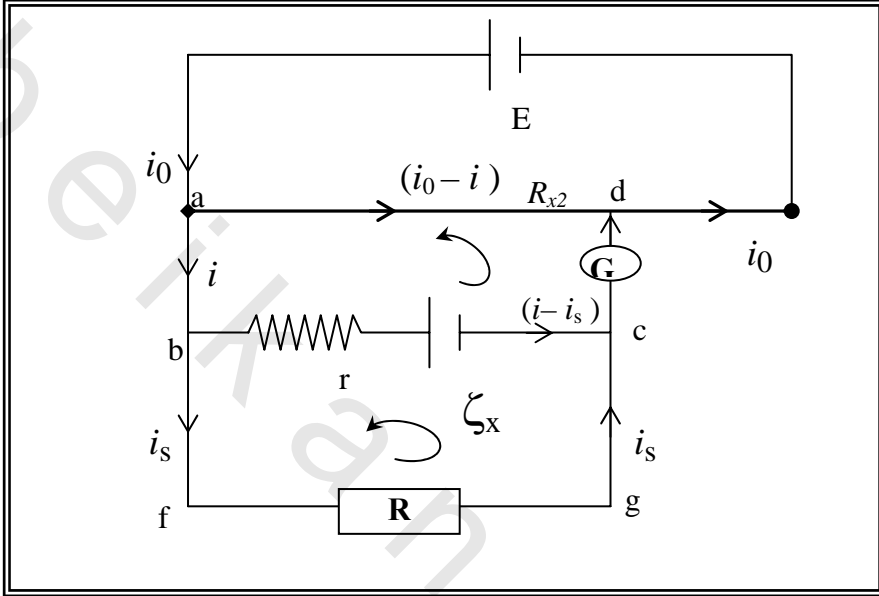 E
i₀
(i₀ – i )
a
Rₓ₂
d
i₀
i
G
(i– iₛ )
b
c
r
ζₓ
iₛ
iₛ
f
R
g
e i k a n